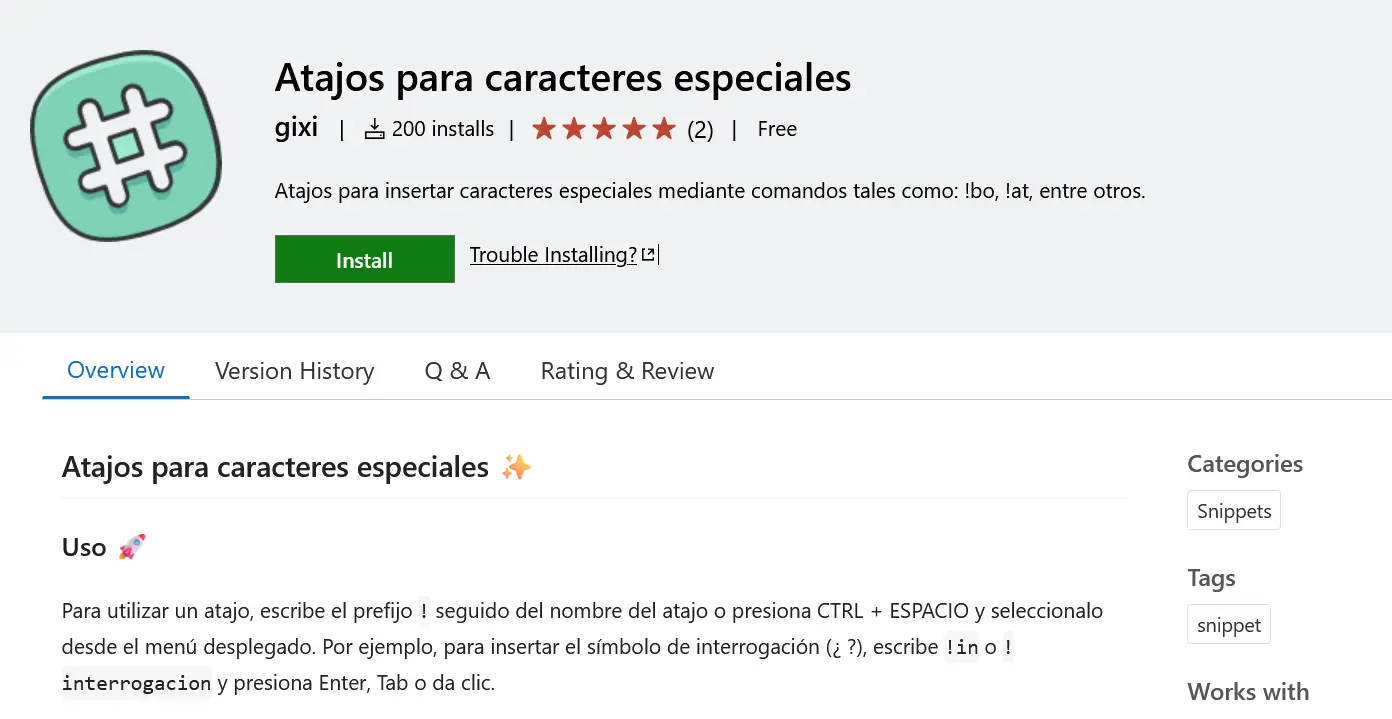 Atajos para caracteres especiales
gixi | 200 installs | (2) | Free
Atajos para insertar caracteres especiales mediante comandos tales como: !bo, !at, entre otros.
Install Trouble Installing?
Overview Version History Q & A Rating & Review
Atajos para caracteres especiales ✨
Categories
Snippets
Uso 🚀
Tags
Para utilizar un atajo, escribe el prefijo ! seguido del nombre del atajo o presiona CTRL + ESPACIO y seleccionalo
snippet
desde el menú desplegado. Por ejemplo, para insertar el símbolo de interrogación (¿ ?), escribe !in o !
interrogacion y presiona Enter, Tab o da clic.
Works with